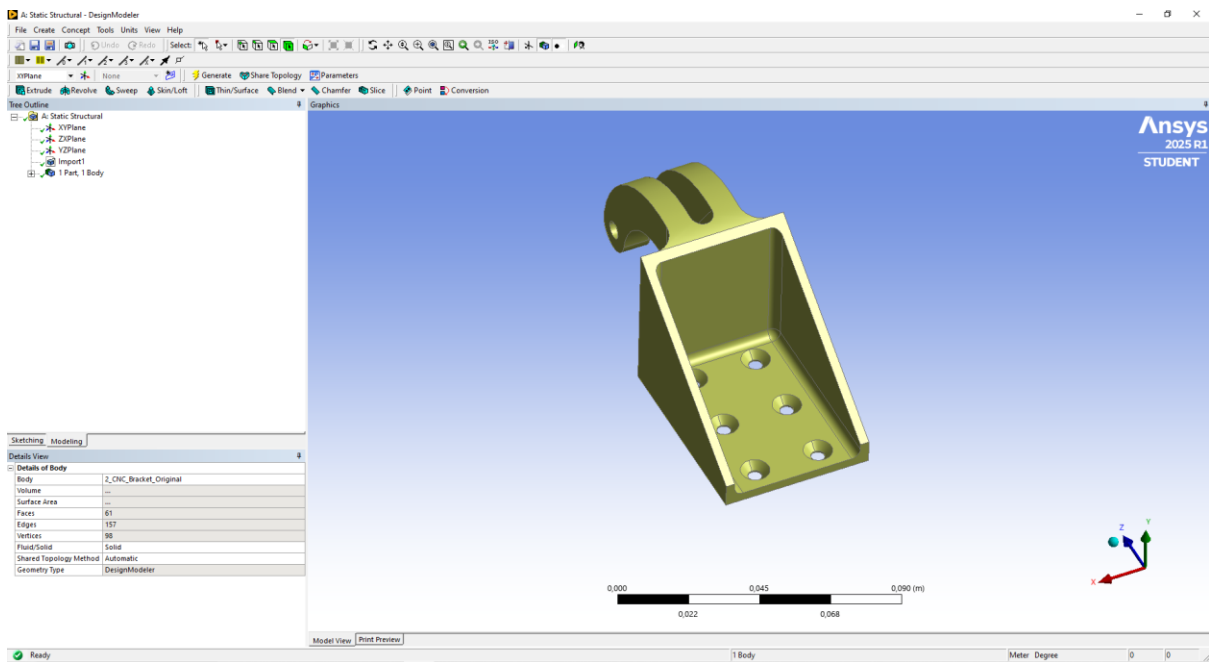 A: Static Structural - DesignModeler
File Create Concept Tools Units View Help
Undo Redo Select:
XYPlane None Generate Share Topology Parameters
Extrude Revolve Sweep Skin/Loft Thin/Surface Blend Chamfer Slice Point Conversion
Tree Outline
A: Static Structural
XYPlane
ZXPlane
YZPlane
Import1
1 Part, 1 Body
Sketching Modeling
Details View
Details of Body
Body 2_CNC_Bracket_Original
Volume ...
Surface Area ...
Faces 61
Edges 157
Vertices 98
Fluid/Solid Solid
Shared Topology Method Automatic
Geometry Type DesignModeler
Graphics
Ansys
2025 R1
STUDENT
Y
Z
X
0,000 0,045 0,090 (m)
0,022 0,068
Model View Print Preview
Ready 1 Body Meter Degree 0 0